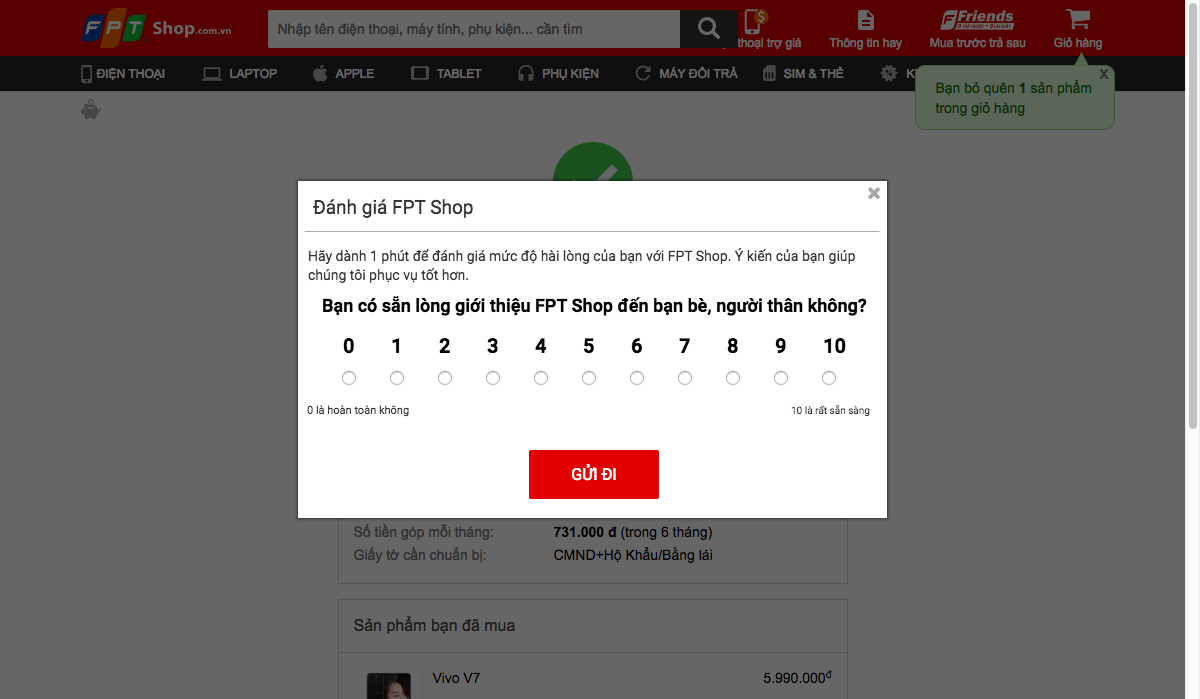 FPT Shop.com.vn
Nhập tên điện thoại, máy tính, phụ kiện... cần tìm
thoại trợ giá
Thông tin hay
Friends
Mua trước trả sau
Giỏ hàng
ĐIỆN THOẠI
LAPTOP
APPLE
TABLET
PHỤ KIỆN
MÁY ĐỔI TRẢ
SIM & THẺ
X
Bạn bỏ quên 1 sản phẩm
trong giỏ hàng
Đánh giá FPT Shop
Hãy dành 1 phút để đánh giá mức độ hài lòng của bạn với FPT Shop. Ý kiến của bạn giúp
chúng tôi phục vụ tốt hơn.
Bạn có sẵn lòng giới thiệu FPT Shop đến bạn bè, người thân không?
0 1 2 3 4 5 6 7 8 9 10
0 là hoàn toàn không
10 là rất sẵn sàng
GỬI ĐI
Số tiền góp mỗi tháng: 731.000 đ (trong 6 tháng)
Giấy tờ cần chuẩn bị: CMND+Hộ Khẩu/Bằng lái
Sản phẩm bạn đã mua
Vivo V7 5.990.000đ